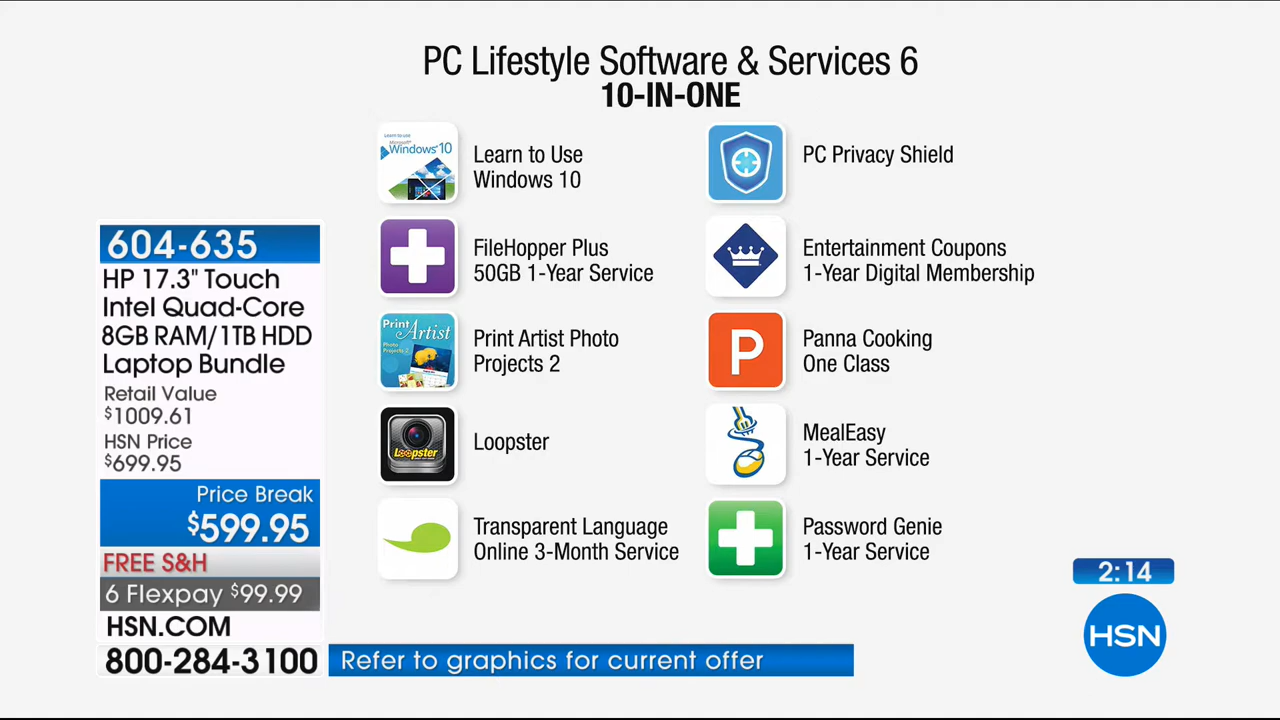 PC Lifestyle Software & Services 6
10-IN-ONE
Learn to use
Microsoft
Windows 10
Learn to Use
Windows 10
PC Privacy Shield
FileHopper Plus
50GB 1-Year Service
Entertainment Coupons
1-Year Digital Membership
Print
Artist
Photo
Projects 2
Print Artist Photo
Projects 2
P
Panna Cooking
One Class
Loopster
Loopster
MealEasy
1-Year Service
Transparent Language
Online 3-Month Service
Password Genie
1-Year Service
604-635
HP 17.3" Touch
Intel Quad-Core
8GB RAM/1TB HDD
Laptop Bundle
Retail Value
$1009.61
HSN Price
$699.95
Price Break
$599.95
FREE S&H
6 Flexpay $99.99
HSN.COM
800-284-3100
Refer to graphics for current offer
2:14
HSN